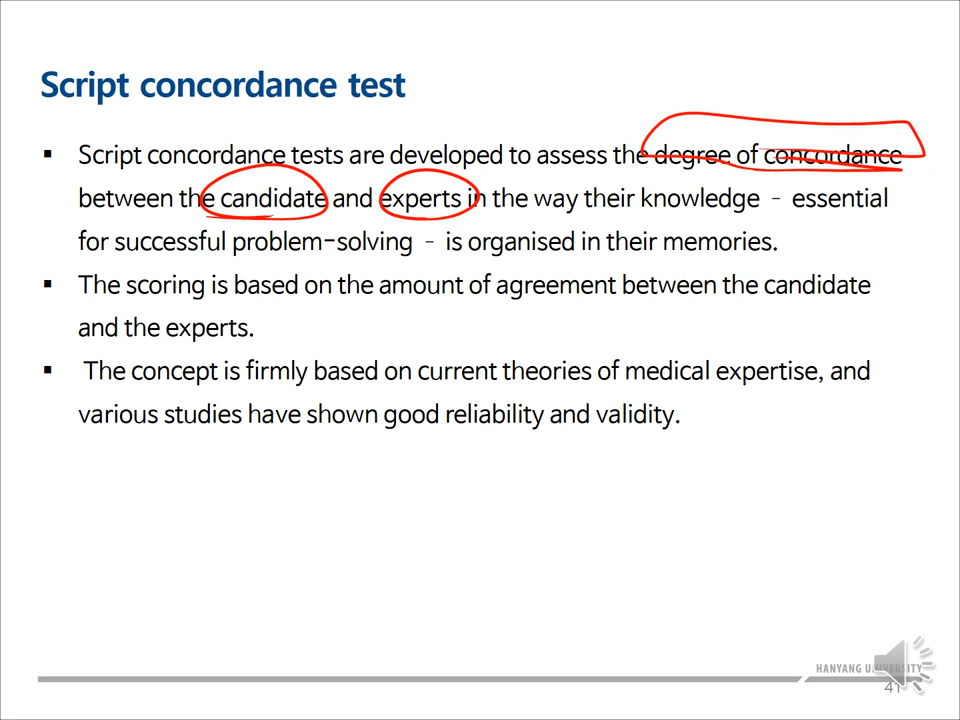 Script concordance test
▪ Script concordance tests are developed to assess the degree of concordance
between the candidate and experts in the way their knowledge - essential
for successful problem-solving - is organised in their memories.
▪ The scoring is based on the amount of agreement between the candidate
and the experts.
▪ The concept is firmly based on current theories of medical expertise, and
various studies have shown good reliability and validity.
HANYANG UNIVERSITY
41